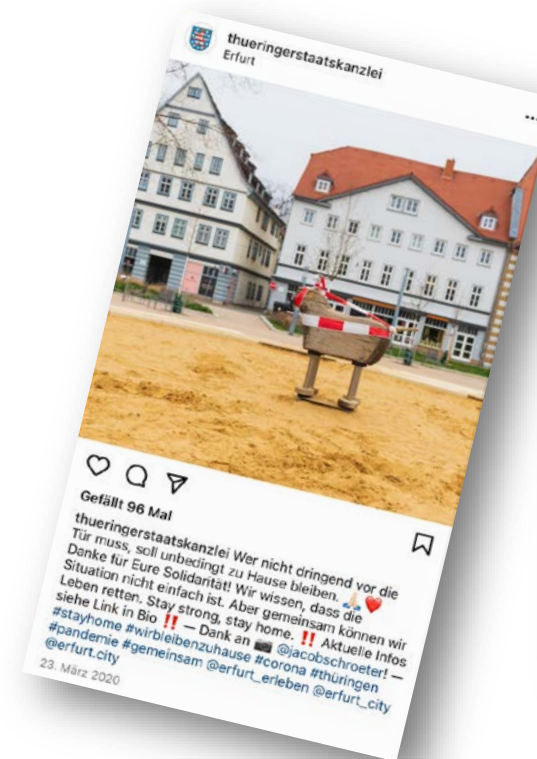 thueringerstaatskanzlei
Erfurt
Gefällt 96 Mal
thueringerstaatskanzlei Wer nicht dringend vor die
Tür muss, soll unbedingt zu Hause bleiben. 🙏🏻❤️
Danke für Eure Solidarität! Wir wissen, dass die
Situation nicht einfach ist. Aber gemeinsam können wir
Leben retten. Stay strong, stay home. ‼️ Aktuelle Infos
siehe Link in Bio ‼️ — Dank an 📷 @jacobschroeter! —
#stayhome #wirbleibenzuhause #corona #thüringen
#pandemie #gemeinsam @erfurt_erleben @erfurt_city
@erfurt.city
23. März 2020